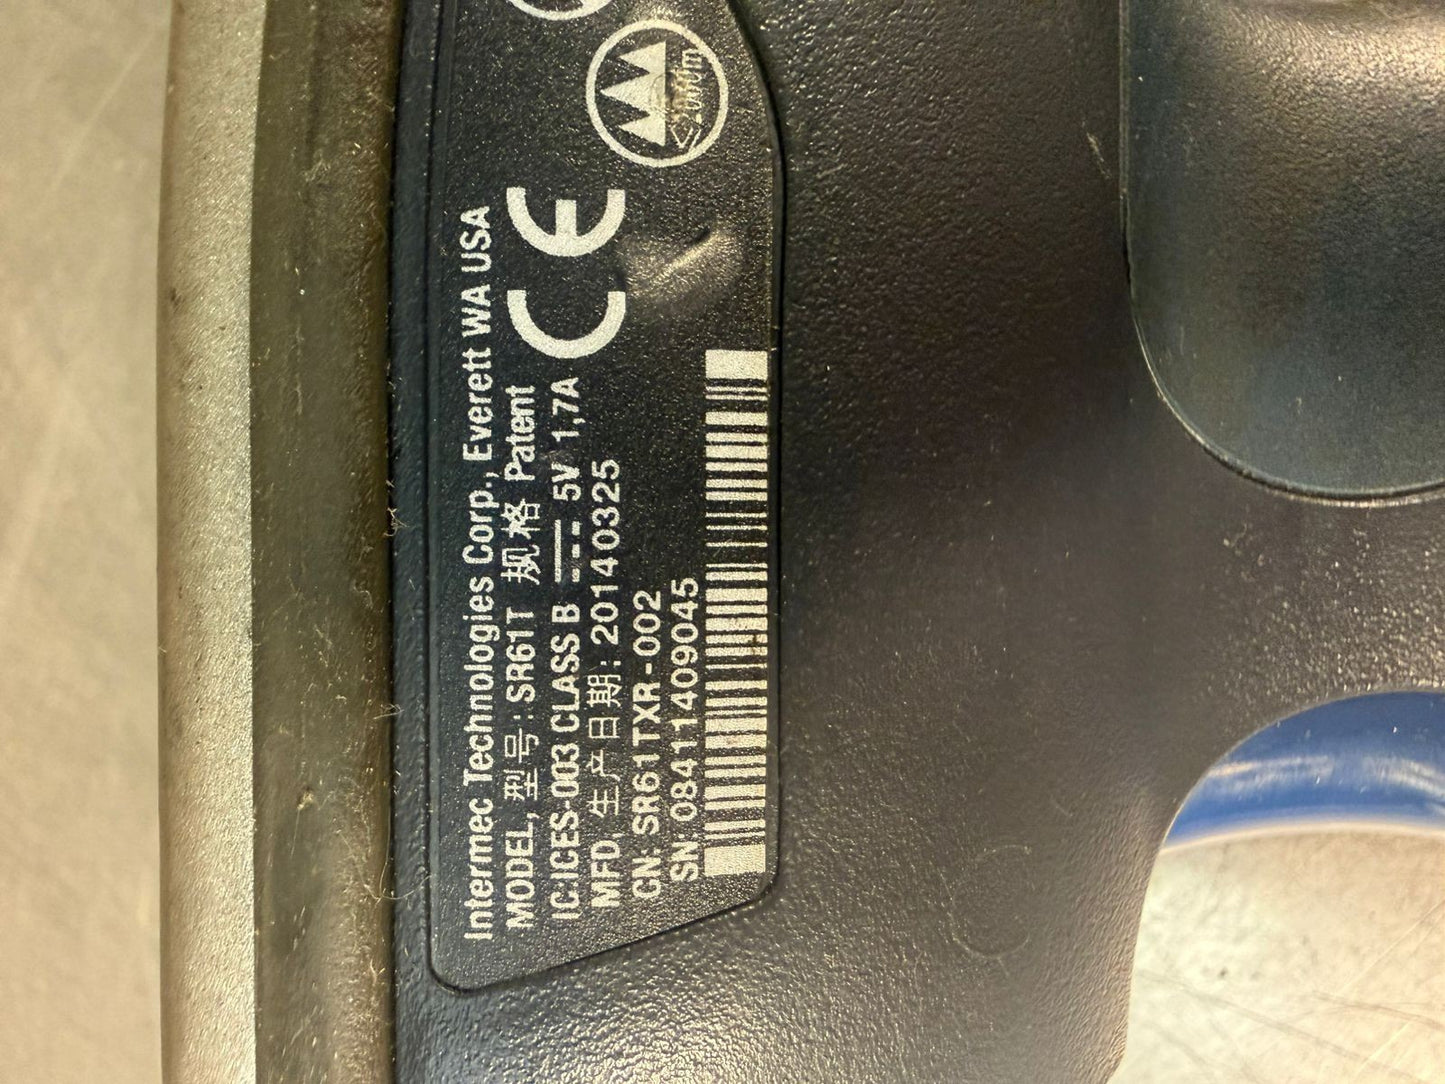 Intermec Technologies Corp., Everett WA USA
MODEL, 型号: SR61T 规格 Patent
IC:ICES-003 CLASS B 5V 1,7A
MFD, 生产日期: 20140325
CN: SR61TXR-002
SN: 08411409045
CE
<2000m